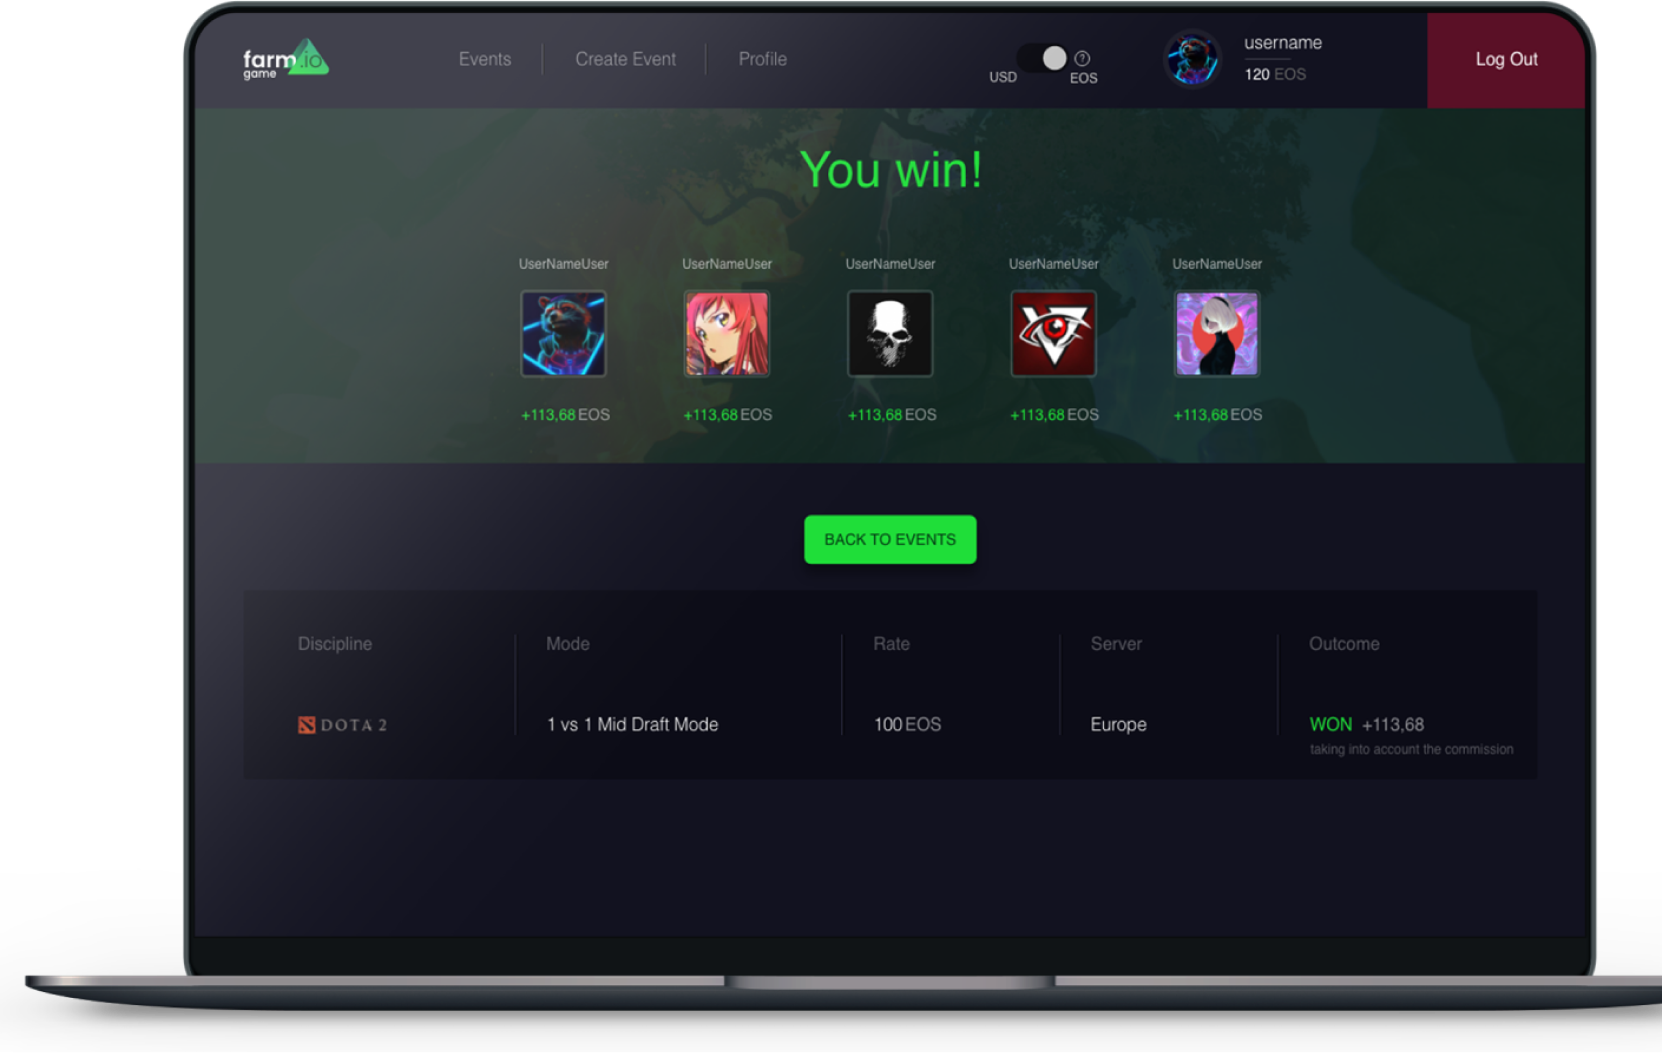 farm.io
game
Events
Create Event
Profile
USD
?
EOS
username
120 EOS
Log Out
You win!
UserNameUser
UserNameUser
UserNameUser
UserNameUser
UserNameUser
+113,68 EOS
+113,68 EOS
+113,68 EOS
+113,68 EOS
+113,68 EOS
BACK TO EVENTS
Discipline
Mode
Rate
Server
Outcome
DOTA 2
1 vs 1 Mid Draft Mode
100 EOS
Europe
WON +113,68
taking into account the commission